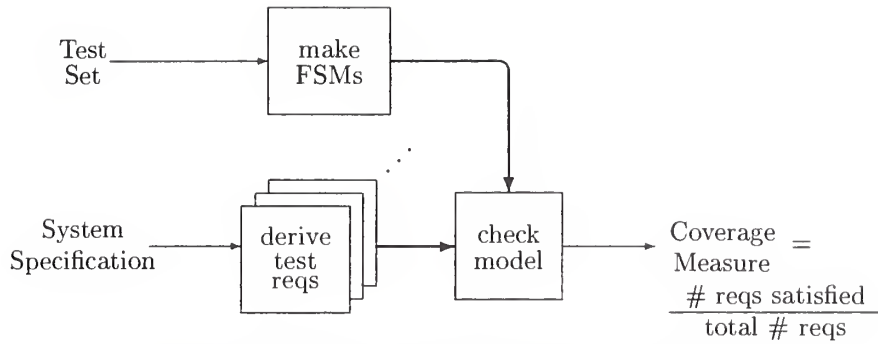 Test
Set
make
FSMs
System
Specification
derive
test
reqs
check
model
Coverage =
Measure
# reqs satisfied
total # reqs